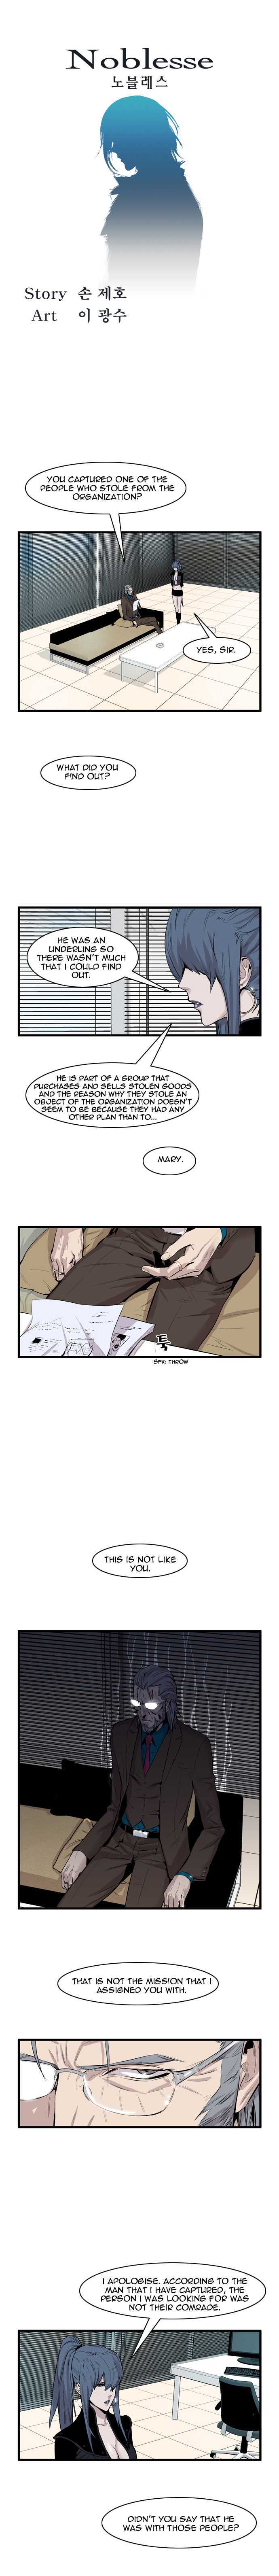 Noblesse
노블레스
Story 손 제호
Art 이 광수
YOU CAPTURED ONE OF THE
PEOPLE WHO STOLE FROM THE
ORGANIZATION?
YES, SIR.
WHAT DID YOU
FIND OUT?
HE WAS AN
UNDERLING SO
THERE WASN'T MUCH
THAT I COULD FIND
OUT.
HE IS PART OF A GROUP THAT
PURCHASES AND SELLS STOLEN GOODS
AND THE REASON WHY THEY STOLE AN
OBJECT OF THE ORGANIZATION DOESN'T
SEEM TO BE BECAUSE THEY HAD ANY
OTHER PLAN THAN TO...
MARY.
툭
SFX: THROW
THIS IS NOT LIKE
YOU.
THAT IS NOT THE MISSION THAT I
ASSIGNED YOU WITH.
I APOLOGISE. ACCORDING TO THE
MAN THAT I HAVE CAPTURED, THE
PERSON I WAS LOOKING FOR WAS
NOT THEIR COMRADE.
DIDN'T YOU SAY THAT HE
WAS WITH THOSE PEOPLE?